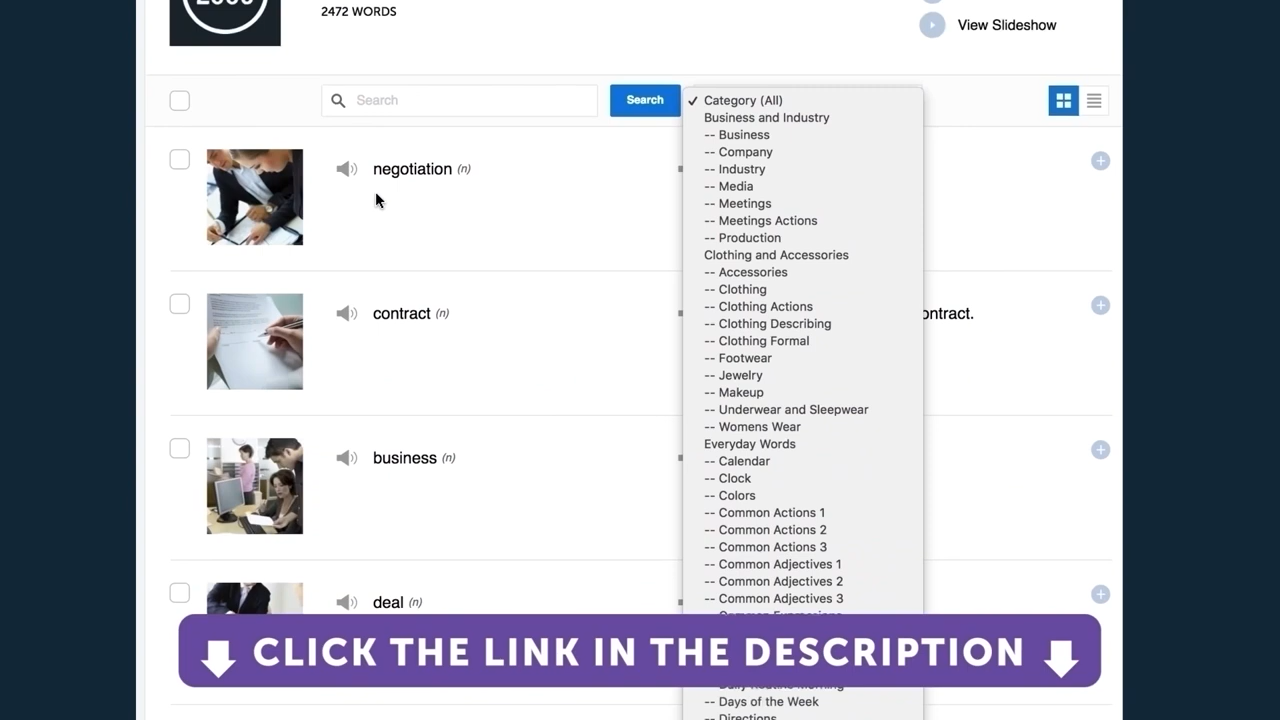 2472 WORDS
View Slideshow
Search
Search
✓ Category (All)
Business and Industry
-- Business
-- Company
-- Industry
-- Media
-- Meetings
-- Meetings Actions
-- Production
Clothing and Accessories
-- Accessories
-- Clothing
-- Clothing Actions
-- Clothing Describing
-- Clothing Formal
-- Footwear
-- Jewelry
-- Makeup
-- Underwear and Sleepwear
-- Womens Wear
Everyday Words
-- Calendar
-- Clock
-- Colors
-- Common Actions 1
-- Common Actions 2
-- Common Actions 3
-- Common Adjectives 1
-- Common Adjectives 2
-- Common Adjectives 3
-- Days of the Week
-- Directions
negotiation (n)
contract (n)
ontract.
business (n)
deal (n)
CLICK THE LINK IN THE DESCRIPTION